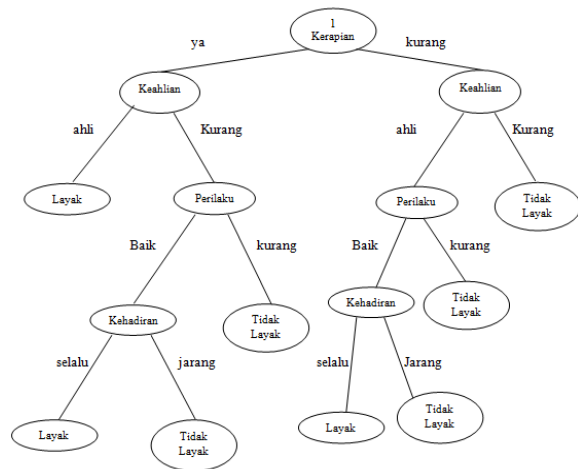 1
Kerapian
ya
kurang
Keahlian
Keahlian
ahli
Kurang
ahli
Kurang
Layak
Perilaku
Perilaku
Tidak
Layak
Baik
kurang
Baik
kurang
Kehadiran
Tidak
Layak
Kehadiran
Tidak
Layak
selalu
jarang
selalu
Jarang
Layak
Tidak
Layak
Layak
Tidak
Layak